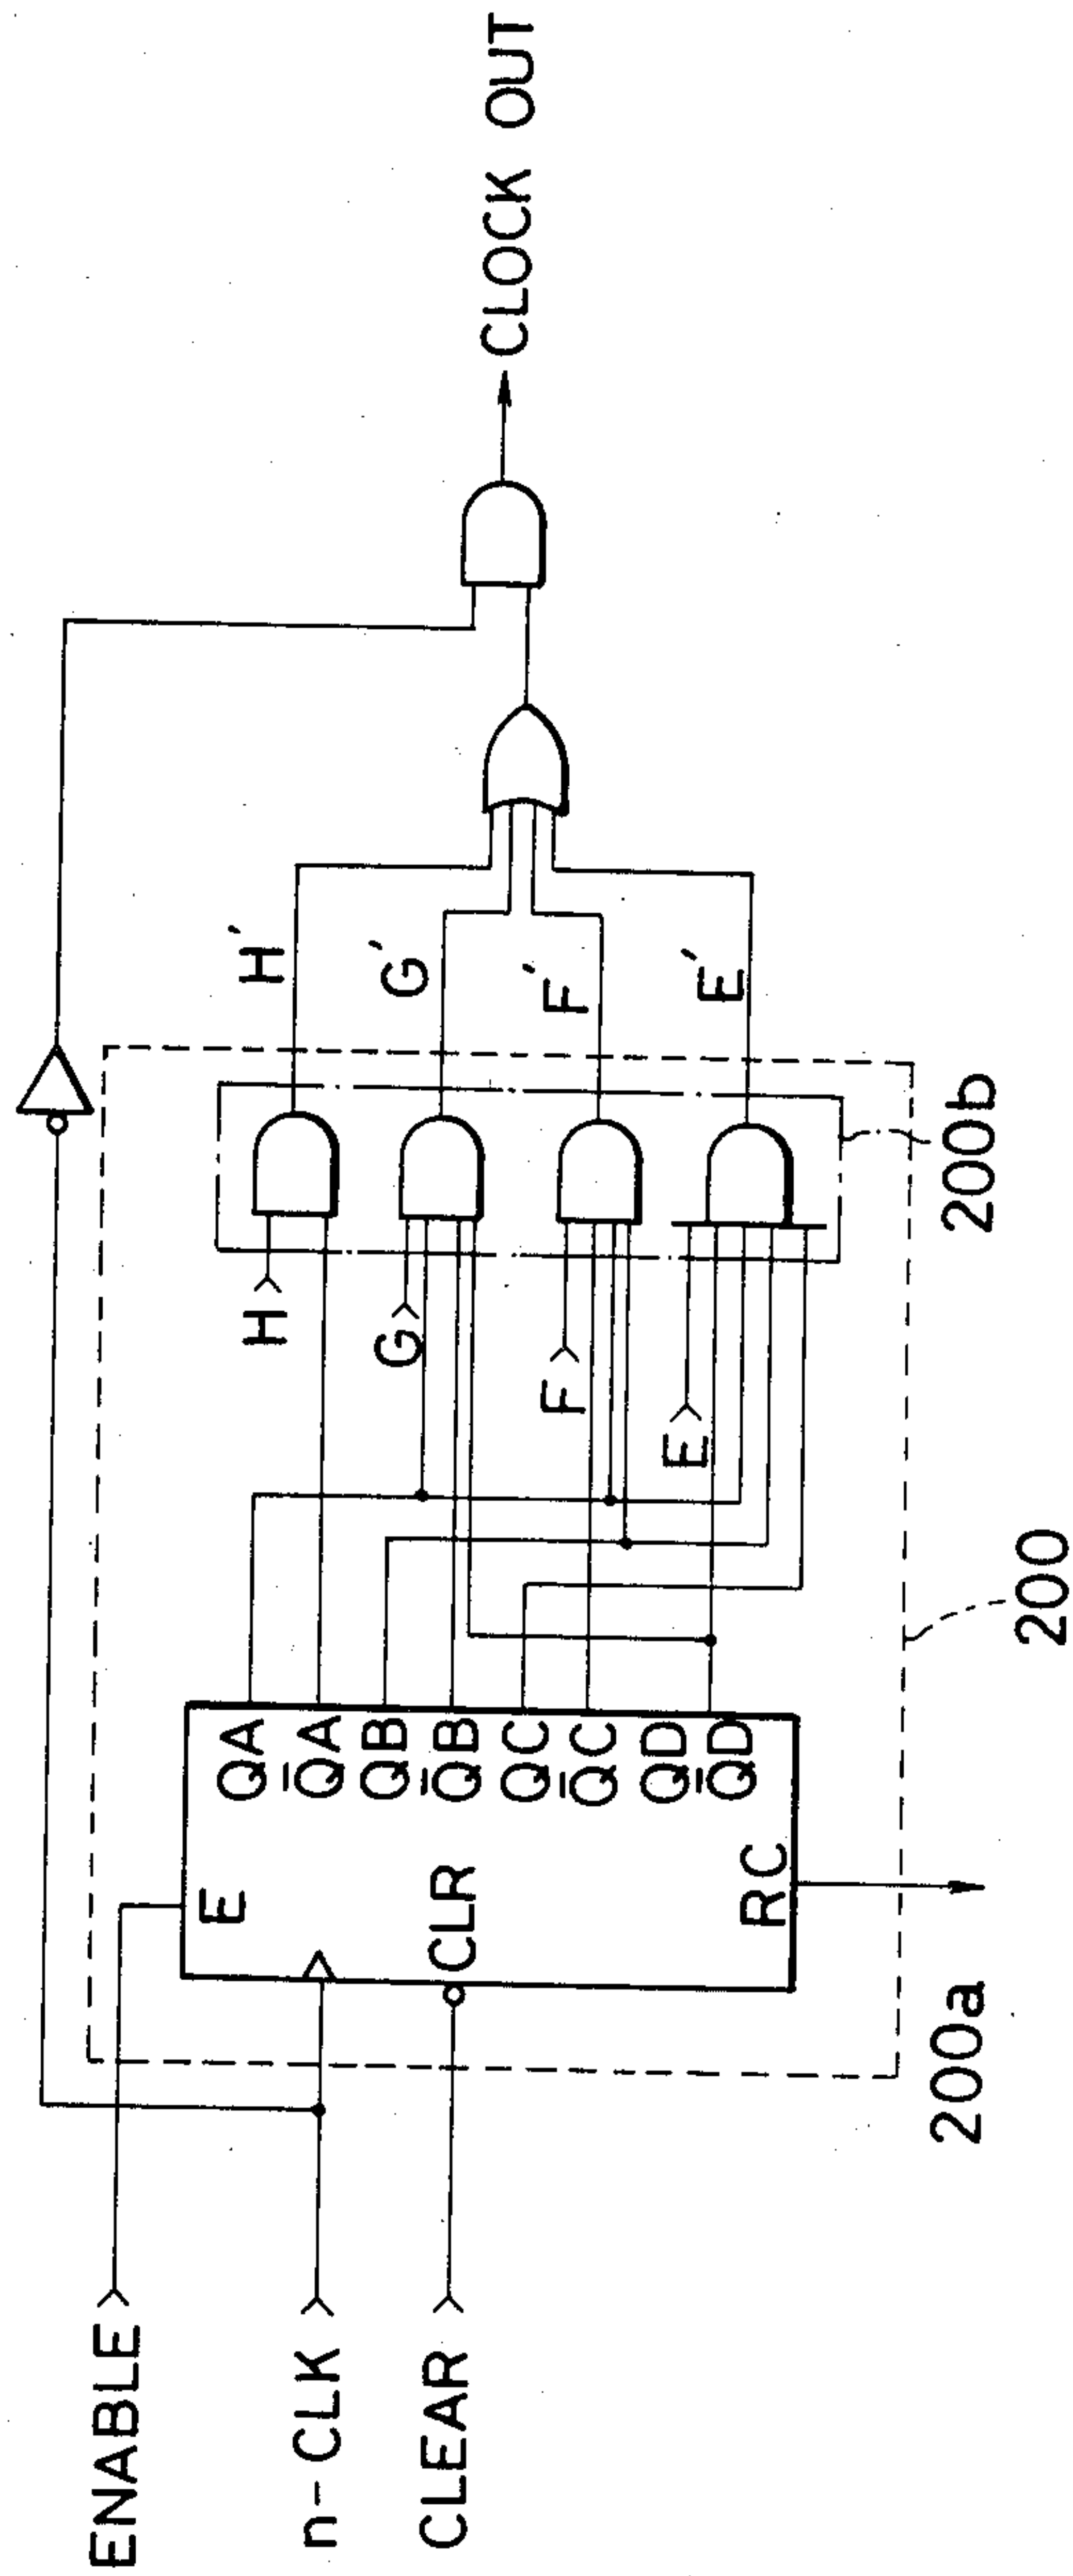 ENABLE
n-CLK
CLEAR
E
CLR
RC
QA
Q̅A
QB
Q̅B
QC
Q̅C
QD
Q̅D
H
G
F
E
H'
G'
F'
E'
CLOCK OUT
200a
200
200b